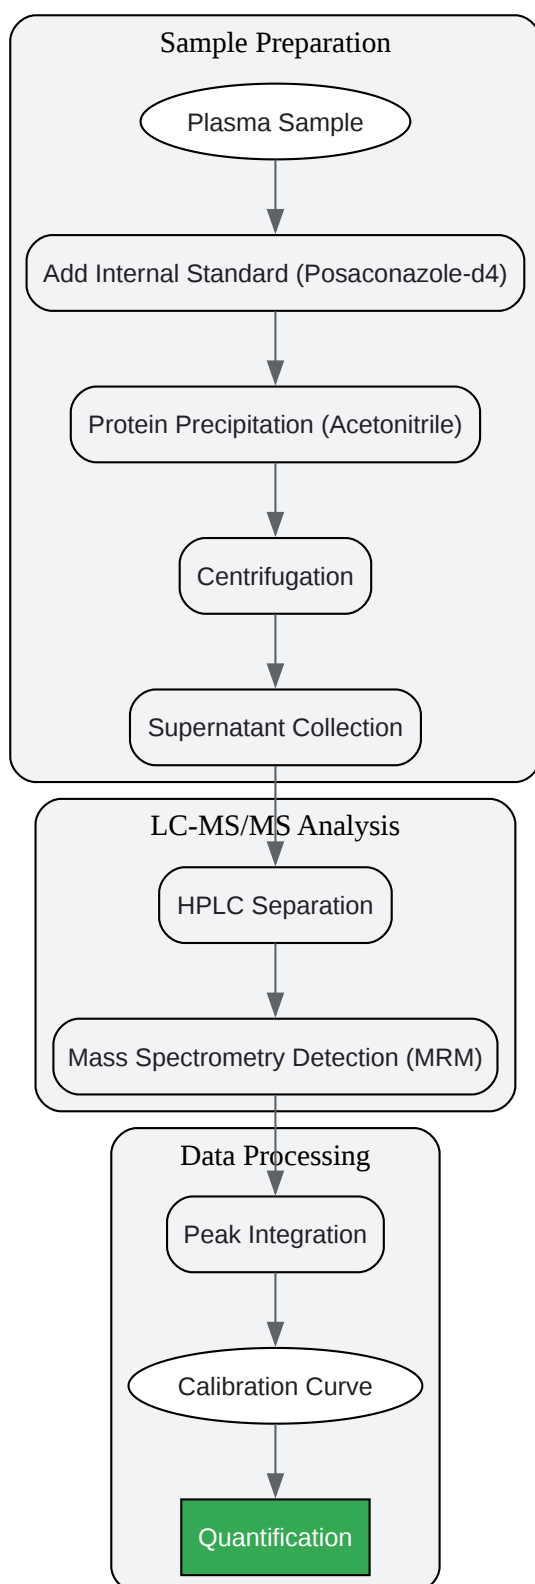 Sample Preparation
Plasma Sample
Add Internal Standard (Posaconazole-d4)
Protein Precipitation (Acetonitrile)
Centrifugation
Supernatant Collection
LC-MS/MS Analysis
HPLC Separation
Mass Spectrometry Detection (MRM)
Data Processing
Peak Integration
Calibration Curve
Quantification